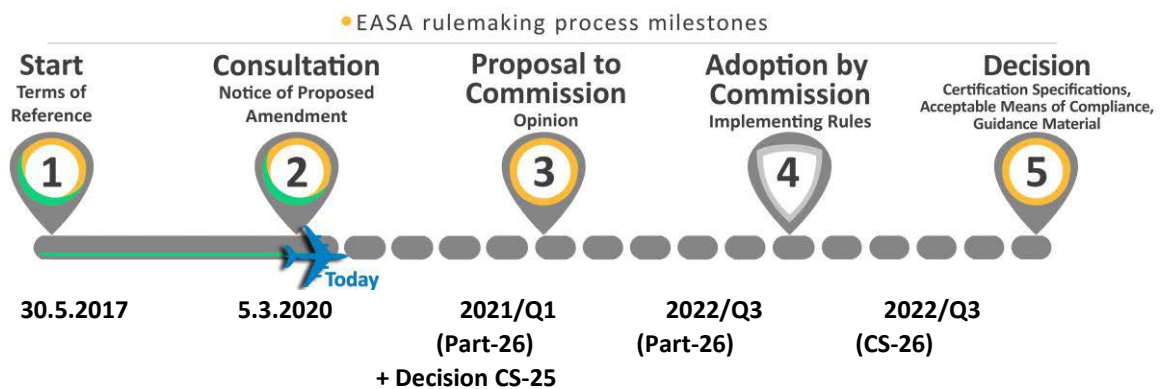 EASA rulemaking process milestones
Start
Terms of
Reference
1
Consultation
Notice of Proposed
Amendment
2
Proposal to
Commission
Opinion
3
Adoption by
Commission
Implementing Rules
4
Decision
Certification Specifications,
Acceptable Means of Compliance,
Guidance Material
5
Today
30.5.2017
5.3.2020
2021/Q1
(Part-26)
+ Decision CS-25
2022/Q3
(Part-26)
2022/Q3
(CS-26)